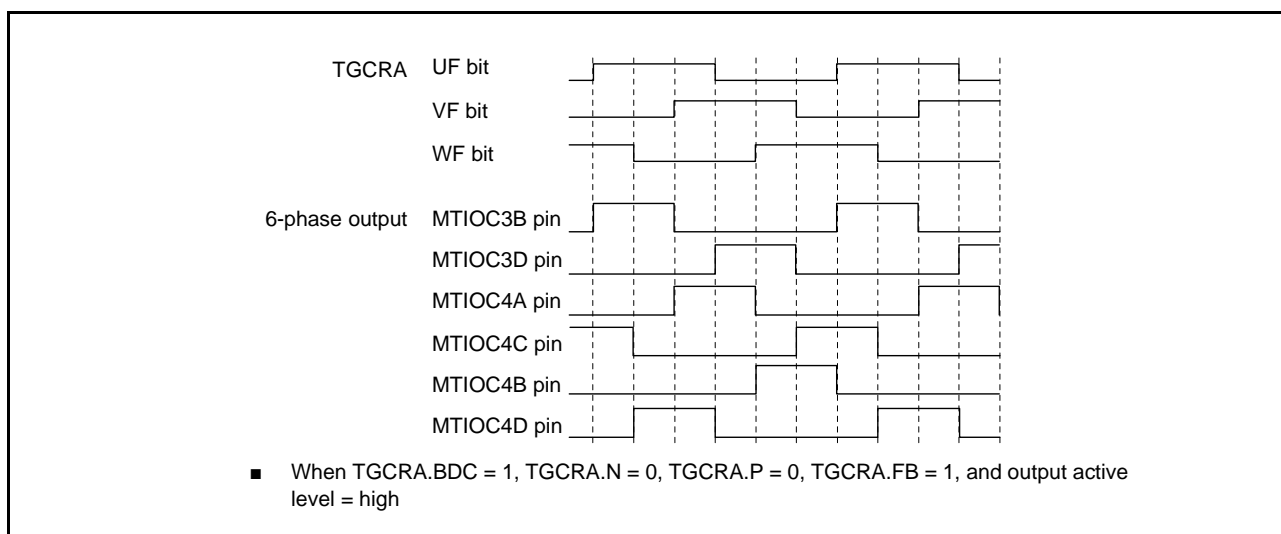 TGCRA UF bit
VF bit
WF bit
6-phase output MTIOC3B pin
MTIOC3D pin
MTIOC4A pin
MTIOC4C pin
MTIOC4B pin
MTIOC4D pin
■ When TGCRA.BDC = 1, TGCRA.N = 0, TGCRA.P = 0, TGCRA.FB = 1, and output active
level = high